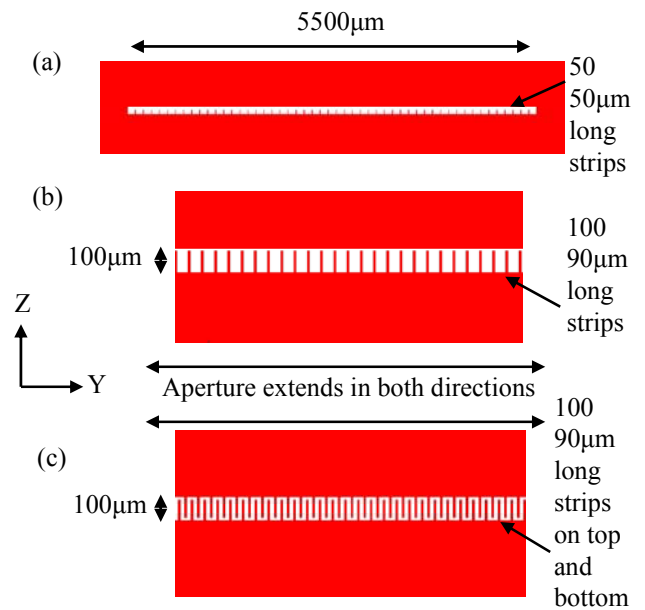 5500μm
(a)
50
50μm
long
strips
(b)
100μm
100
90μm
long
strips
Z
Y
Aperture extends in both directions
(c)
100μm
100
90μm
long
strips
on top
and
bottom